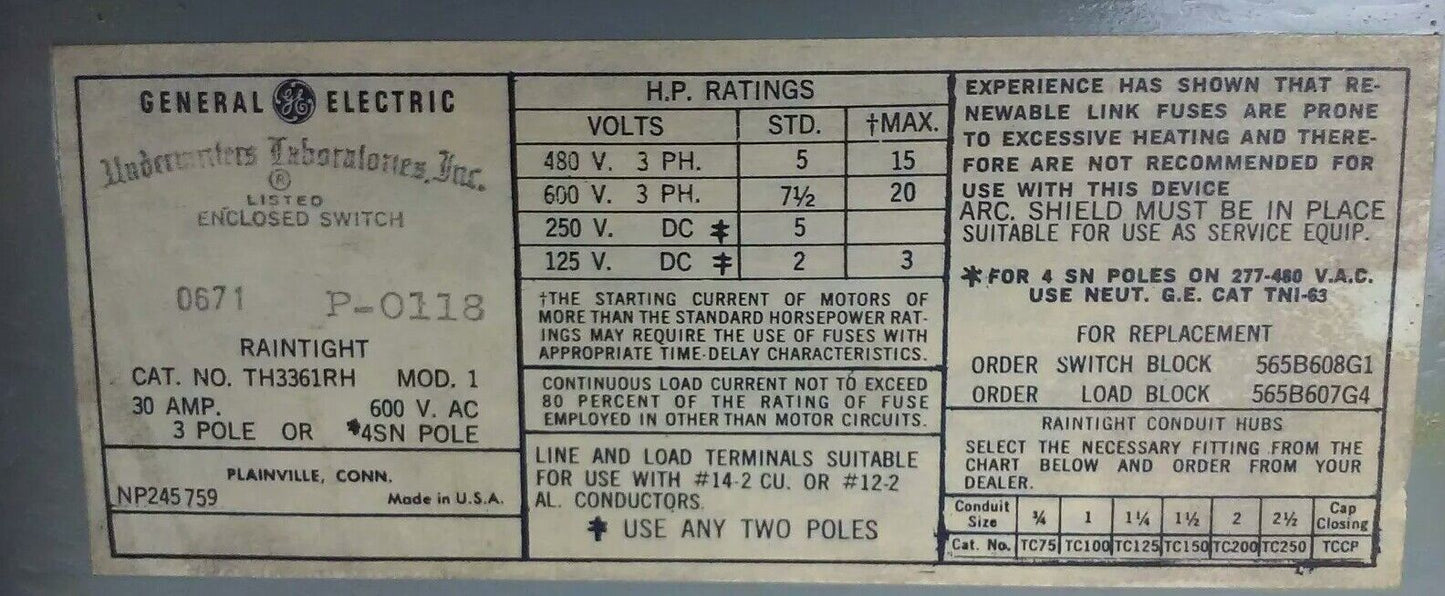 GENERAL GE ELECTRIC
Underwriters Laboratories, Inc.
®
LISTED
ENCLOSED SWITCH
0671 P-0118
RAINTIGHT
CAT. NO. TH3361RH MOD. 1
30 AMP. 600 V. AC
3 POLE OR *4SN POLE
PLAINVILLE, CONN.
NP245759 Made in U.S.A.
H.P. RATINGS
VOLTS STD. †MAX.
480 V. 3 PH. 5 15
600 V. 3 PH. 7½ 20
250 V. DC ‡ 5
125 V. DC ‡ 2 3
†THE STARTING CURRENT OF MOTORS OF
MORE THAN THE STANDARD HORSEPOWER RAT-
INGS MAY REQUIRE THE USE OF FUSES WITH
APPROPRIATE TIME-DELAY CHARACTERISTICS.
CONTINUOUS LOAD CURRENT NOT TO EXCEED
80 PERCENT OF THE RATING OF FUSE
EMPLOYED IN OTHER THAN MOTOR CIRCUITS.
LINE AND LOAD TERMINALS SUITABLE
FOR USE WITH #14-2 CU. OR #12-2
AL. CONDUCTORS.
‡ USE ANY TWO POLES
EXPERIENCE HAS SHOWN THAT RE-
NEWABLE LINK FUSES ARE PRONE
TO EXCESSIVE HEATING AND THERE-
FORE ARE NOT RECOMMENDED FOR
USE WITH THIS DEVICE
ARC. SHIELD MUST BE IN PLACE
SUITABLE FOR USE AS SERVICE EQUIP.
*FOR 4 SN POLES ON 277-480 V.A.C.
USE NEUT. G.E. CAT TNI-63
FOR REPLACEMENT
ORDER SWITCH BLOCK 565B608G1
ORDER LOAD BLOCK 565B607G4
RAINTIGHT CONDUIT HUBS
SELECT THE NECESSARY FITTING FROM THE
CHART BELOW AND ORDER FROM YOUR
DEALER.
Conduit Size ¾ 1 1¼ 1½ 2 2½ Cap Closing
Cat. No. TC75 TC100 TC125 TC150 TC200 TC250 TCCP